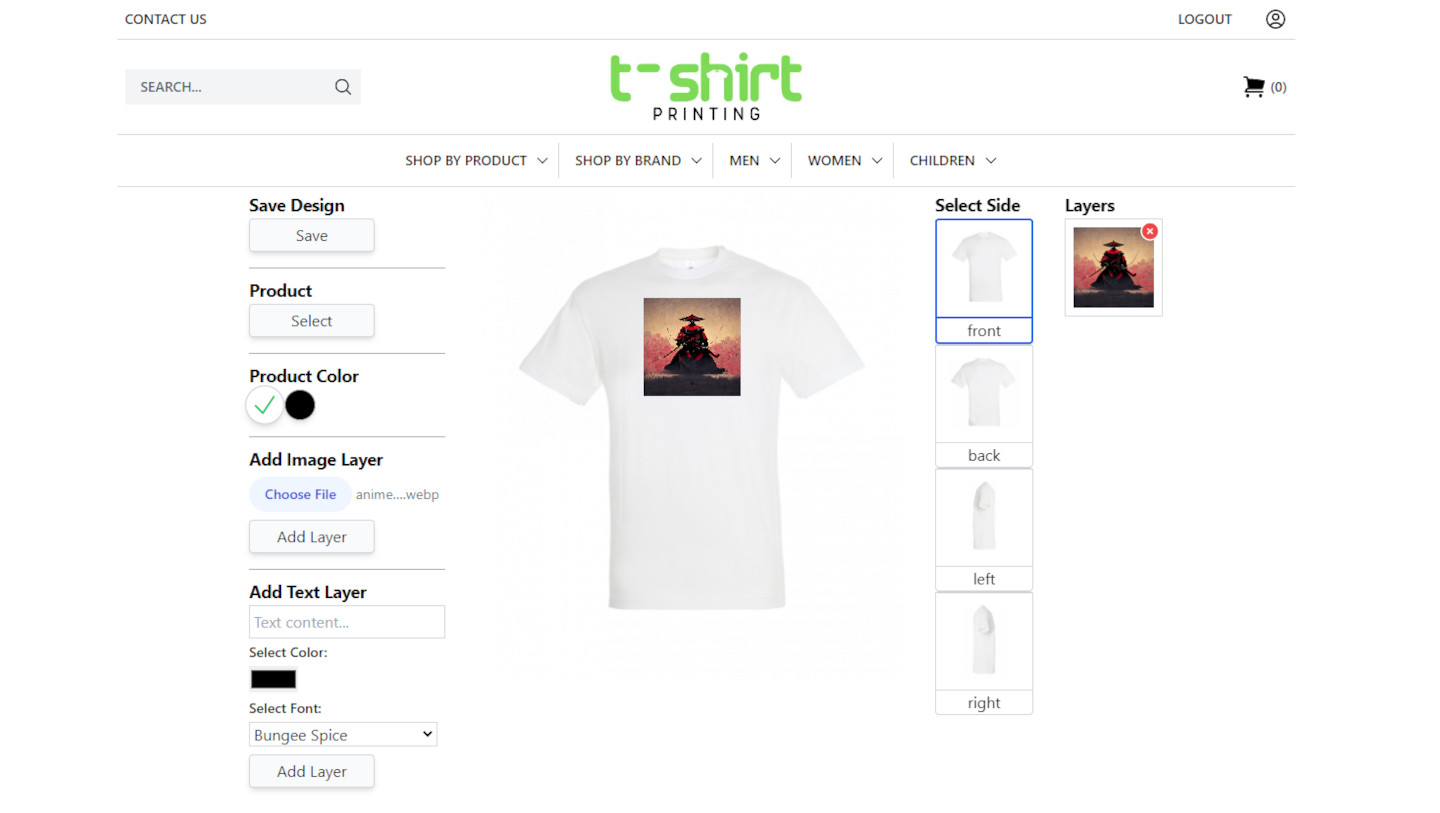 CONTACT US
LOGOUT
SEARCH...
t-shirt
PRINTING
(0)
SHOP BY PRODUCT
SHOP BY BRAND
MEN
WOMEN
CHILDREN
Save Design
Save
Product
Select
Product Color
Add Image Layer
Choose File anime....webp
Add Layer
Add Text Layer
Text content...
Select Color:
Select Font:
Bungee Spice
Add Layer
Select Side
front
back
left
right
Layers